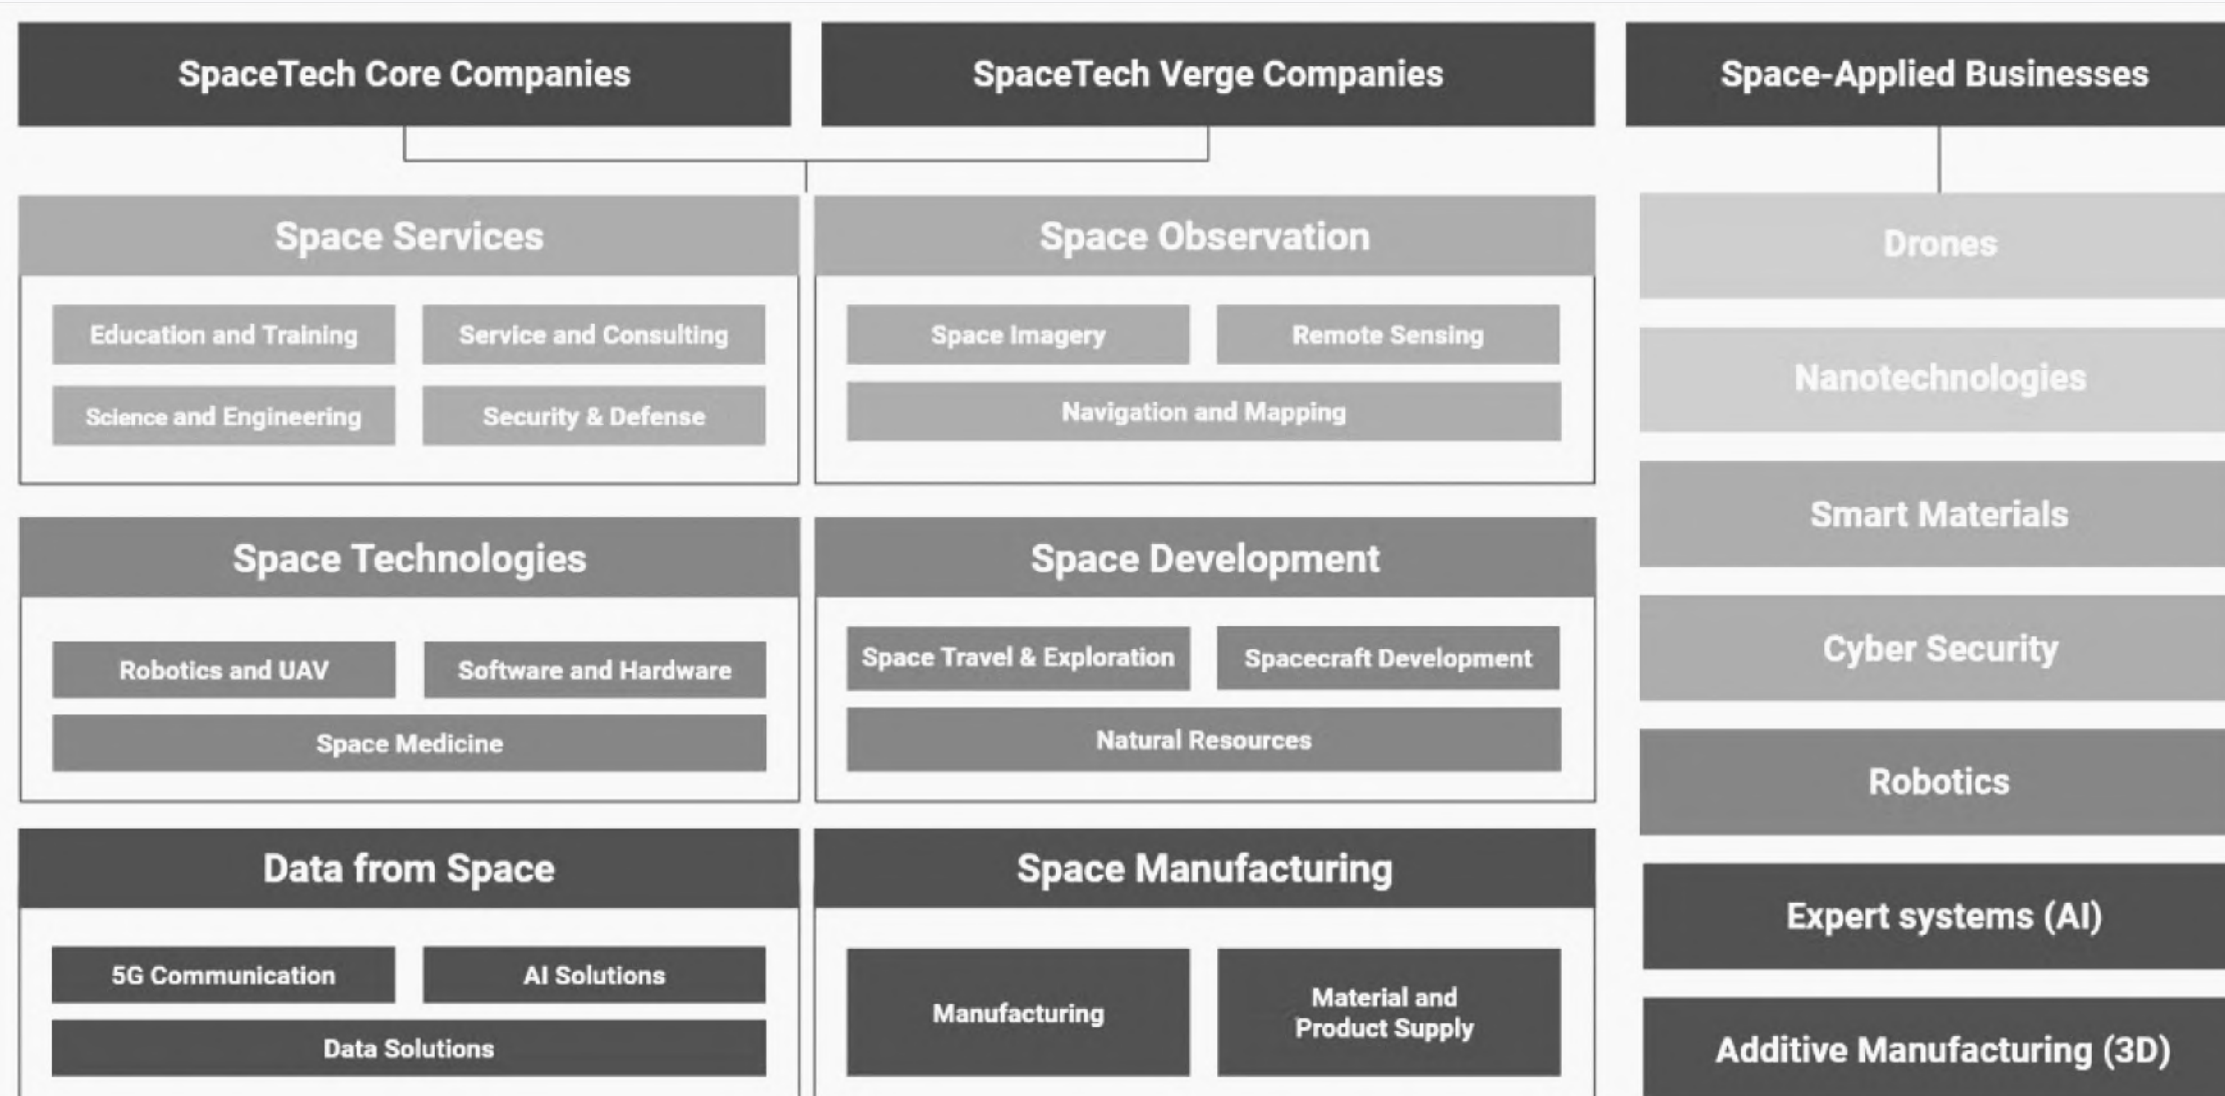 SpaceTech Core Companies
SpaceTech Verge Companies
Space-Applied Businesses
Space Services
Education and Training
Service and Consulting
Science and Engineering
Security & Defense
Space Observation
Space Imagery
Remote Sensing
Navigation and Mapping
Space Technologies
Robotics and UAV
Software and Hardware
Space Medicine
Space Development
Space Travel & Exploration
Spacecraft Development
Natural Resources
Data from Space
5G Communication
AI Solutions
Data Solutions
Space Manufacturing
Manufacturing
Material and
Product Supply
Drones
Nanotechnologies
Smart Materials
Cyber Security
Robotics
Expert systems (AI)
Additive Manufacturing (3D)